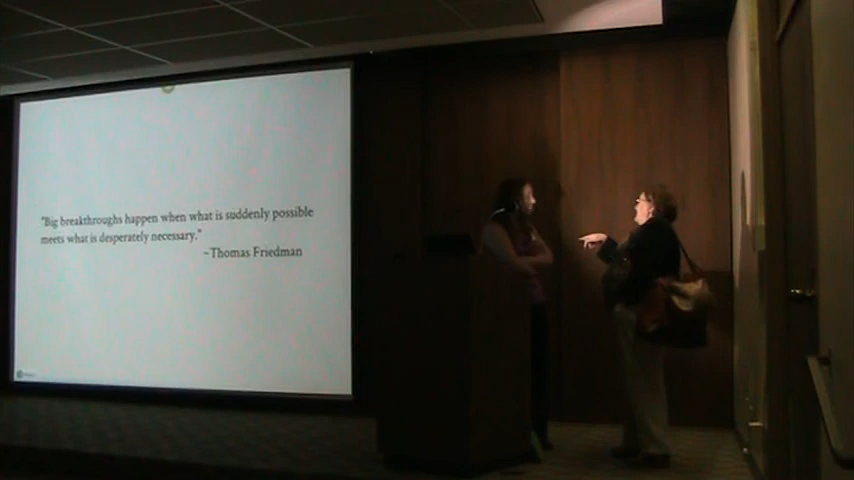 "Big breakthroughs happen when what is suddenly possible
meets what is desperately necessary."
-Thomas Friedman